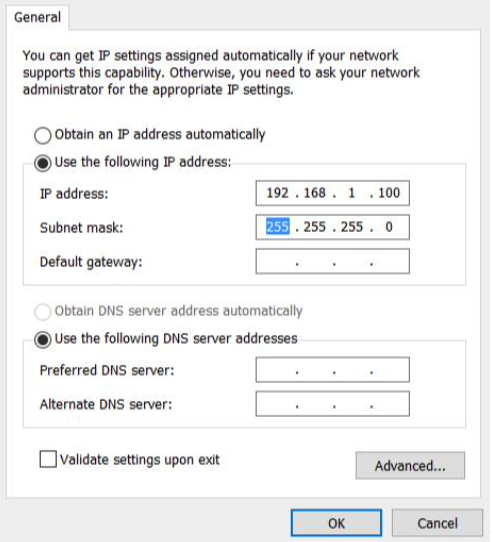 General
You can get IP settings assigned automatically if your network
supports this capability. Otherwise, you need to ask your network
administrator for the appropriate IP settings.
Obtain an IP address automatically
Use the following IP address:
IP address: 192 . 168 . 1 . 100
Subnet mask: 255 . 255 . 255 . 0
Default gateway: . . .
Obtain DNS server address automatically
Use the following DNS server addresses
Preferred DNS server: . . .
Alternate DNS server: . . .
Validate settings upon exit
Advanced...
OK Cancel